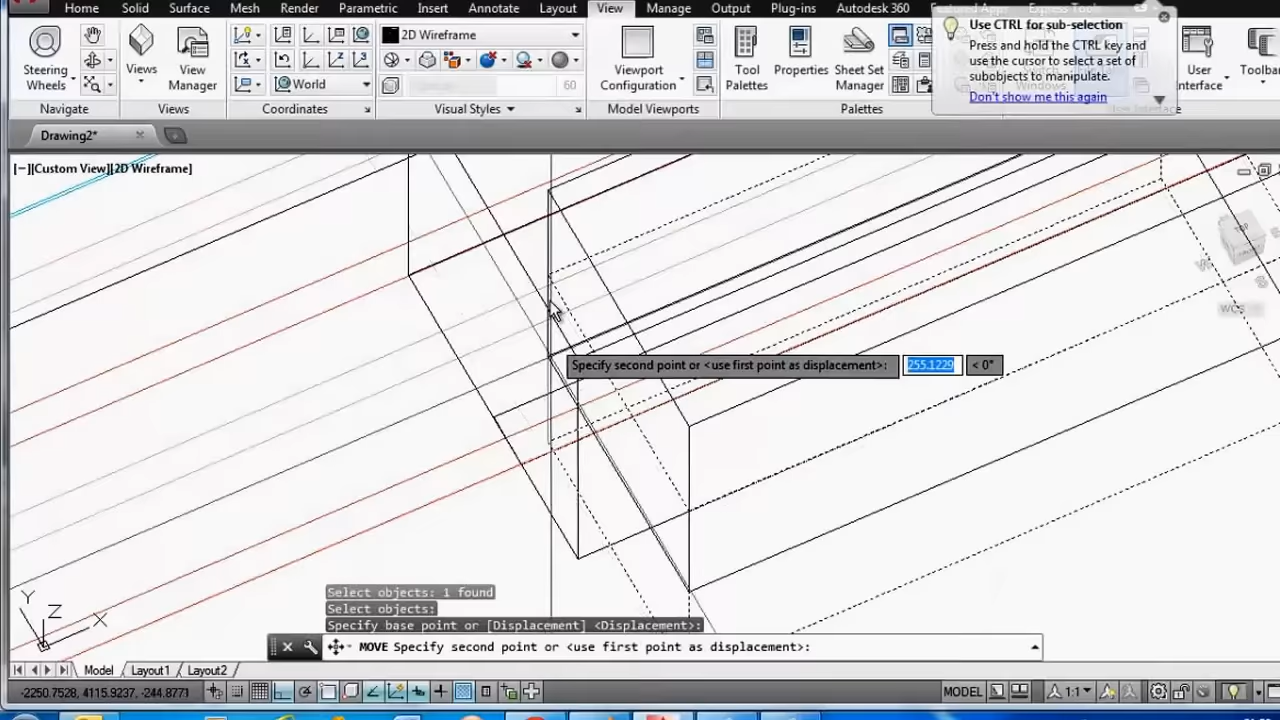 Home Solid Surface Mesh Render Parametric Insert Annotate Layout View Manage Output Plug-ins Autodesk 360
Use CTRL for sub-selection
Press and hold the CTRL key and
use the cursor to select a set of
subobjects to manipulate.
Don't show me this again
2D Wireframe
World
60
Steering
Wheels
Views
View
Manager
Viewport
Configuration
Tool
Palettes
Properties
Sheet Set
Manager
User
Interface
Toolba
Navigate Views Coordinates Visual Styles Model Viewports Palettes
Drawing2*
[−][Custom View][2D Wireframe]
TOP
WCS
Specify second point or <use first point as displacement>: 255.1229 < 0°
Select objects: 1 found
Select objects:
Specify base point or [Displacement] <Displacement>:
MOVE Specify second point or <use first point as displacement>:
Y
Z
X
Model Layout1 Layout2
-2250.7528, 4115.9237, -244.8771 MODEL 1:1